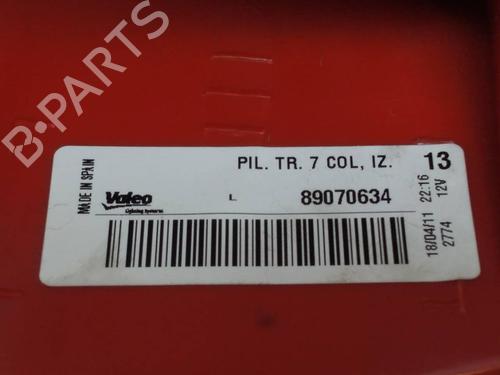 B-PARTS
PIL. TR. 7 COL, IZ. 13
MADE IN SPAIN
Valeo
Lighting Systems
L 89070634
18/04/11 22:16
2774 12V